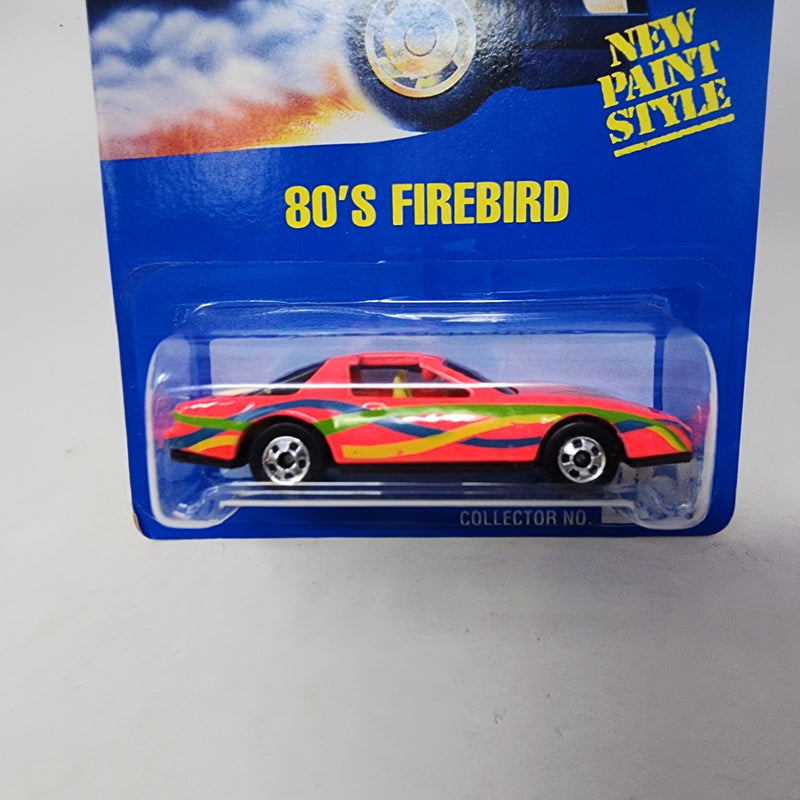 NEW
PAINT
STYLE
80'S FIREBIRD
COLLECTOR NO.